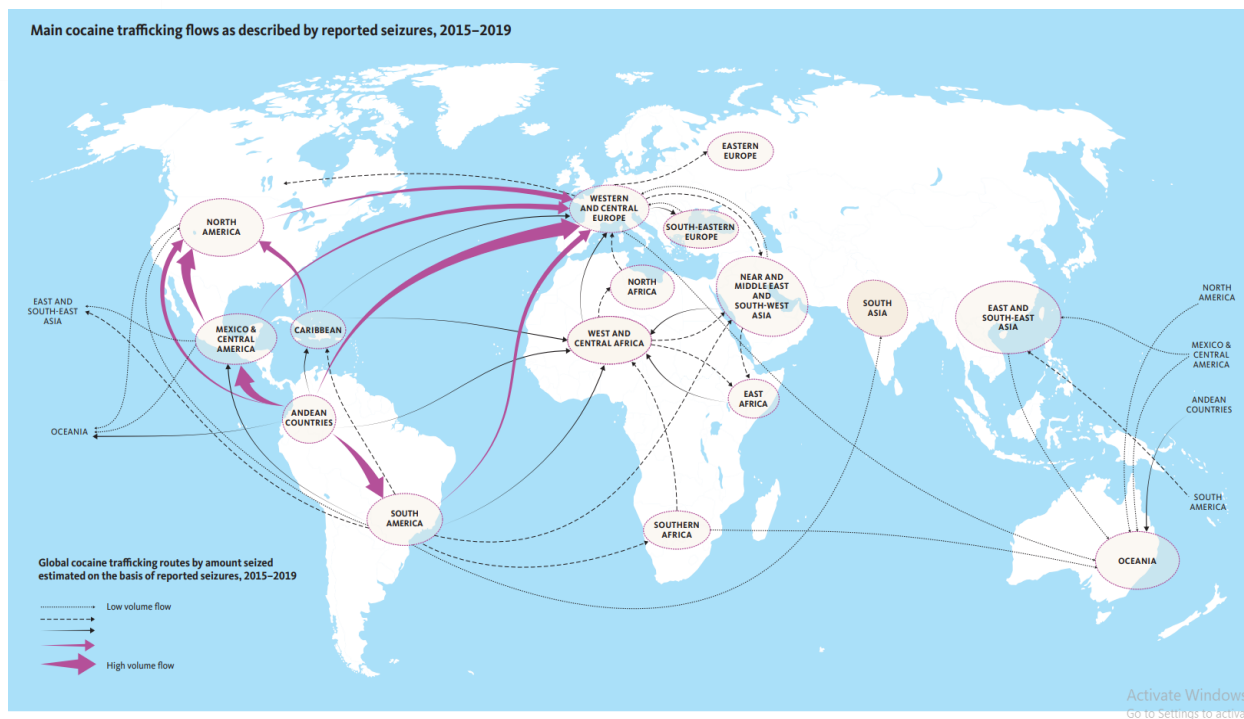 Main cocaine trafficking flows as described by reported seizures, 2015–2019
EASTERN
EUROPE
WESTERN
AND CENTRAL
EUROPE
NORTH
AMERICA
SOUTH-EASTERN
EUROPE
NORTH
AFRICA
NEAR AND
MIDDLE EAST
AND
SOUTH-WEST
ASIA
SOUTH
ASIA
EAST AND
SOUTH-EAST
ASIA
NORTH
AMERICA
EAST AND
SOUTH-EAST
ASIA
MEXICO &
CENTRAL
AMERICA
CARIBBEAN
WEST AND
CENTRAL AFRICA
MEXICO &
CENTRAL
AMERICA
EAST
AFRICA
ANDEAN
COUNTRIES
ANDEAN
COUNTRIES
OCEANIA
SOUTH
AMERICA
SOUTH
AMERICA
SOUTHERN
AFRICA
OCEANIA
Global cocaine trafficking routes by amount seized
estimated on the basis of reported seizures, 2015–2019
Low volume flow
High volume flow
Activate Windows
Go to Settings to activa